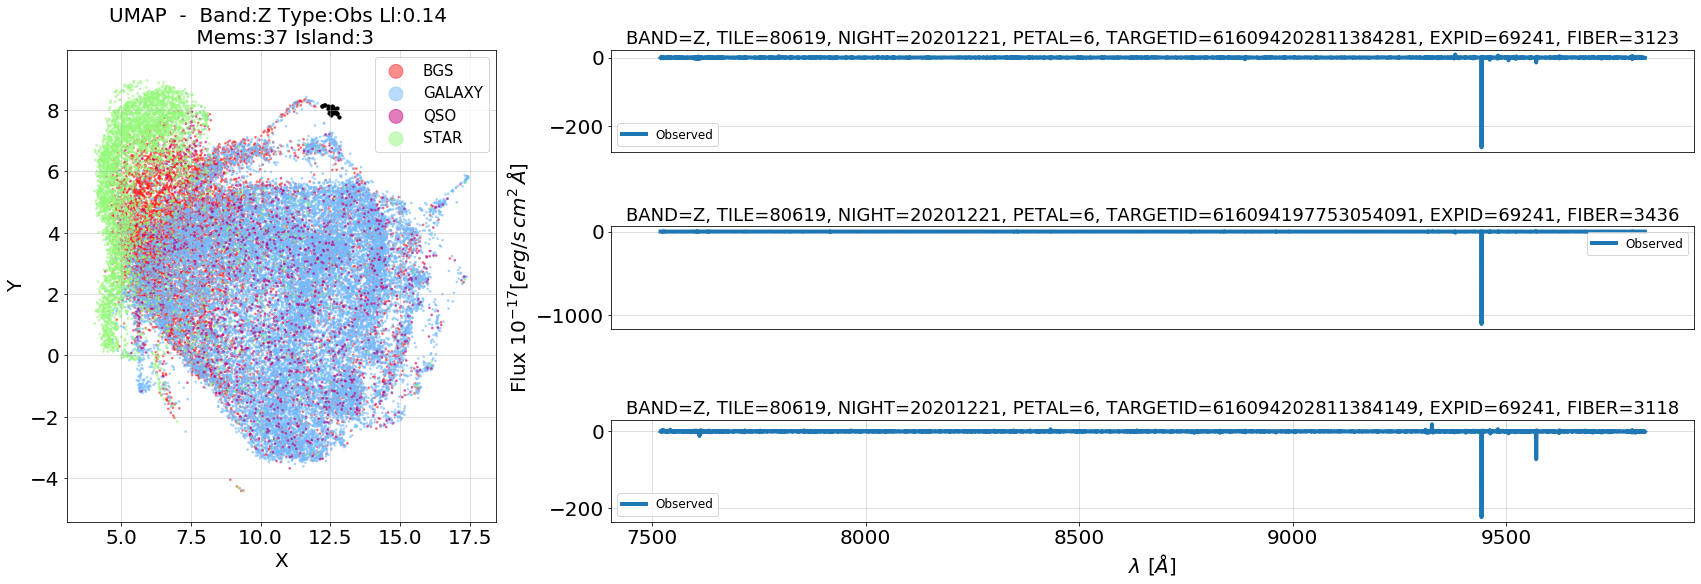 UMAP - Band:Z Type:Obs Ll:0.14
Mems:37 Island:3
BGS
GALAXY
QSO
STAR
8
6
4
2
0
−2
−4
Y
5.0 7.5 10.0 12.5 15.0 17.5
X
Flux 10^{-17}[erg/s cm^2 Å]
BAND=Z, TILE=80619, NIGHT=20201221, PETAL=6, TARGETID=616094202811384281, EXPID=69241, FIBER=3123
0
−200
Observed
BAND=Z, TILE=80619, NIGHT=20201221, PETAL=6, TARGETID=616094197753054091, EXPID=69241, FIBER=3436
0
−1000
Observed
BAND=Z, TILE=80619, NIGHT=20201221, PETAL=6, TARGETID=616094202811384149, EXPID=69241, FIBER=3118
0
−200
Observed
7500 8000 8500 9000 9500
λ [Å]